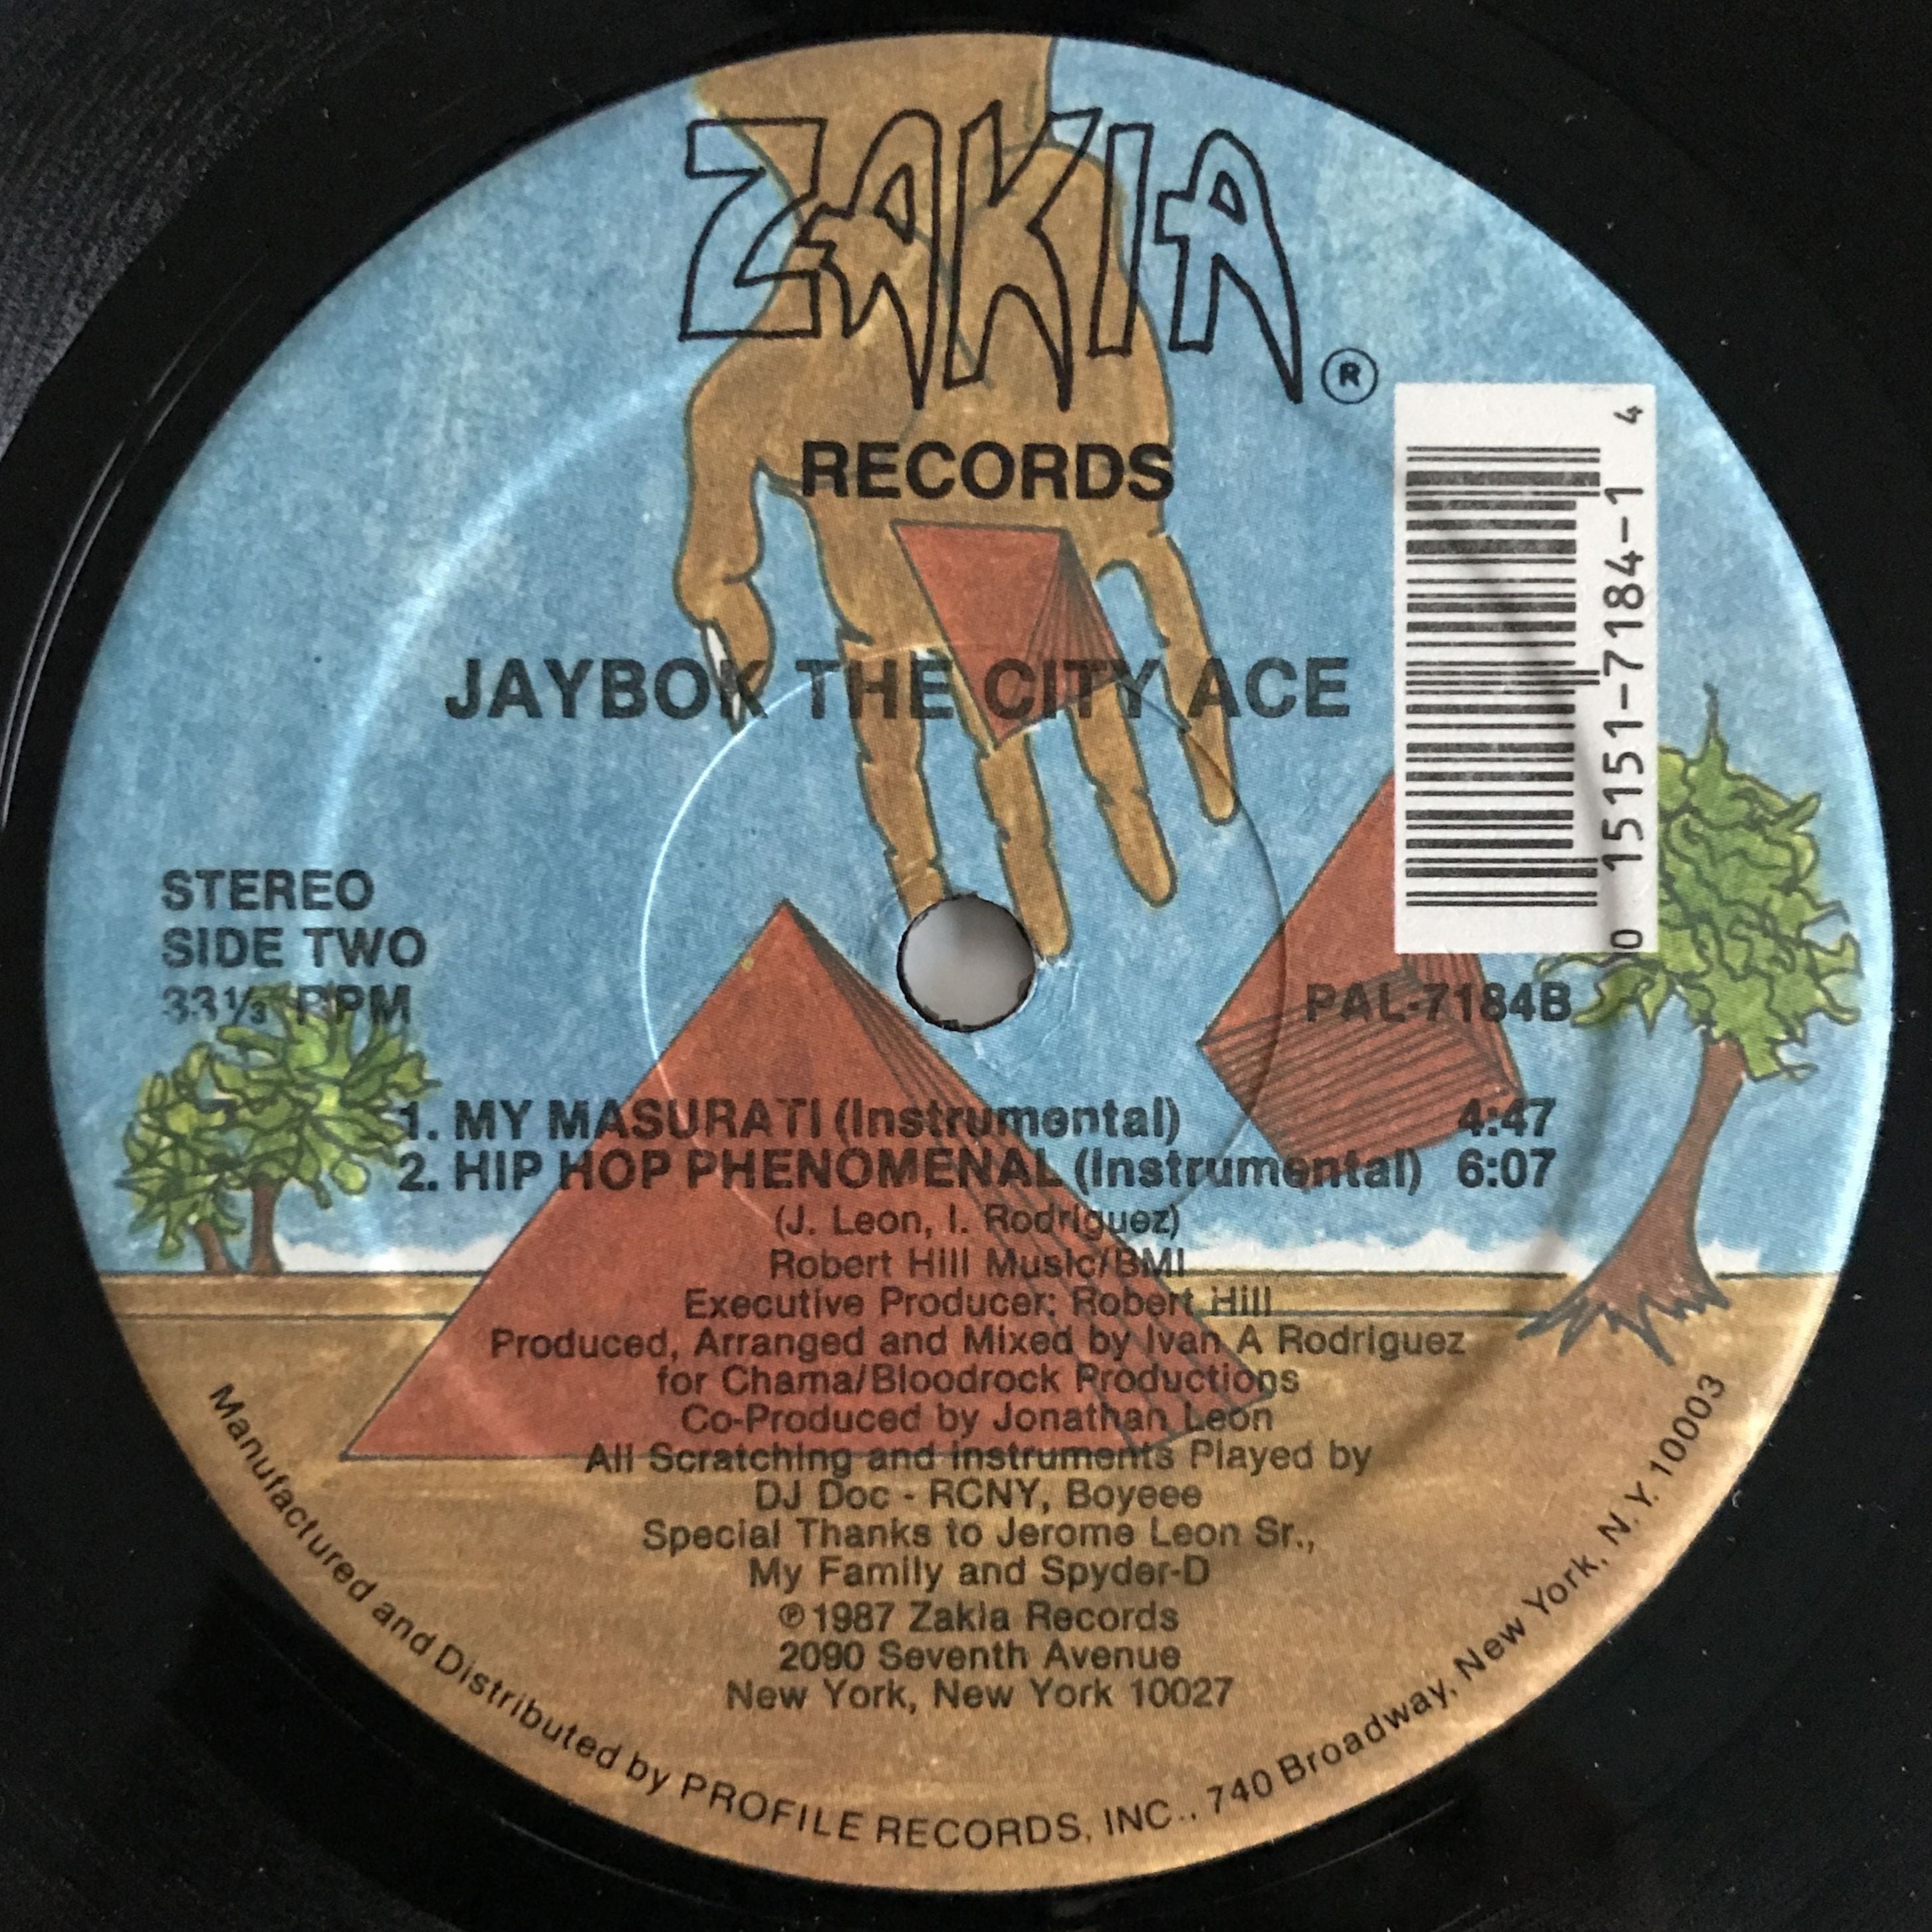 ZAKIA®
RECORDS
JAYBOK THE CITY ACE
0 15151-7184-1 4
STEREO
SIDE TWO
33⅓ RPM
PAL-7184B
1. MY MASURATI (Instrumental) 4:47
2. HIP HOP PHENOMENAL (Instrumental) 6:07
(J. Leon, I. Rodriguez)
Robert Hill Music/BMI
Executive Producer: Robert Hill
Produced, Arranged and Mixed by Ivan A Rodriguez
for Chama/Bloodrock Productions
Co-Produced by Jonathan Leon
All Scratching and Instruments Played by
DJ Doc - RCNY, Boyeee
Special Thanks to Jerome Leon Sr.,
My Family and Spyder-D
℗ 1987 Zakia Records
2090 Seventh Avenue
New York, New York 10027
Manufactured and Distributed by PROFILE RECORDS, INC., 740 Broadway, New York, N.Y. 10003